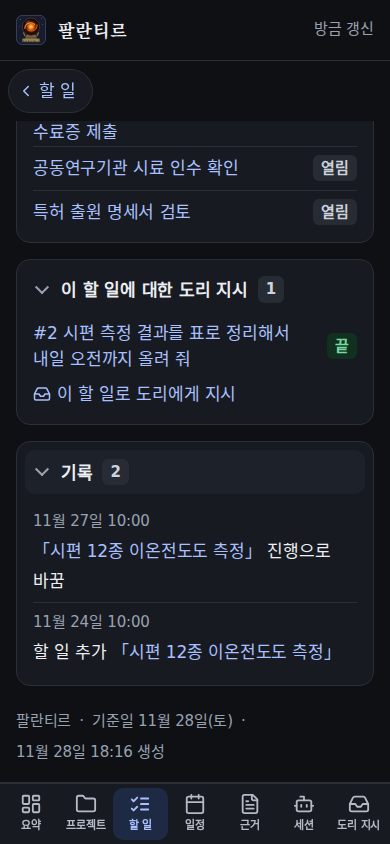 팔란티르
방금 갱신
할 일
수료증 제출
공동연구기관 시료 인수 확인
열림
특허 출원 명세서 검토
열림
이 할 일에 대한 도리 지시 1
#2 시편 측정 결과를 표로 정리해서
내일 오전까지 올려 줘
끝
이 할 일로 도리에게 지시
기록 2
11월 27일 10:00
「시편 12종 이온전도도 측정」 진행으로
바꿈
11월 24일 10:00
할 일 추가 「시편 12종 이온전도도 측정」
팔란티르 · 기준일 11월 28일(토) ·
11월 28일 18:16 생성
요약 프로젝트 할 일 일정 근거 세션 도리 지시